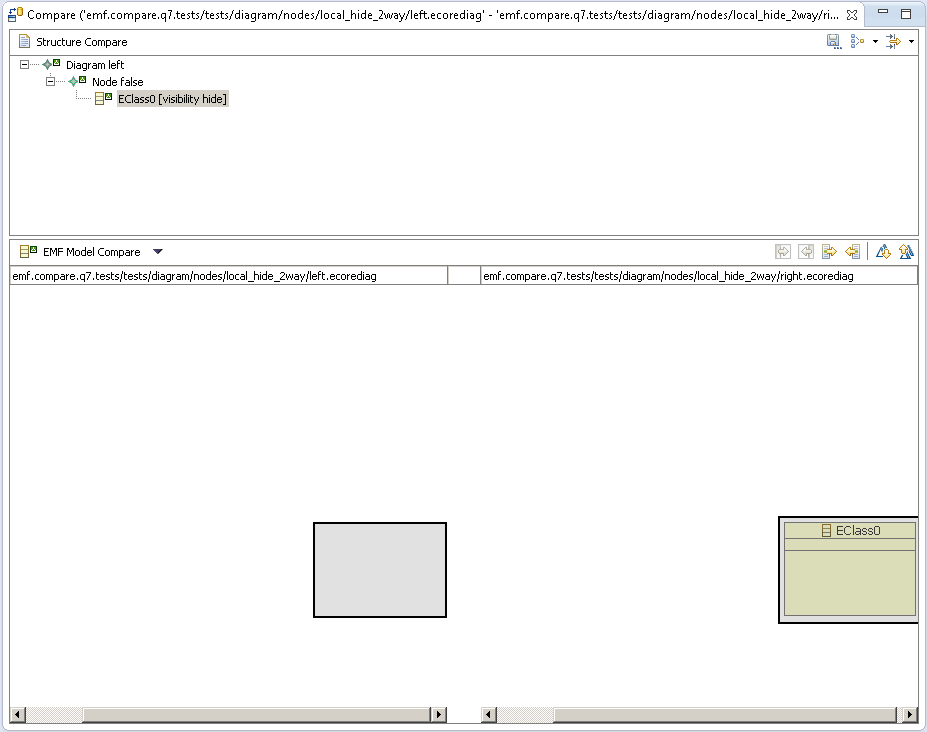 Compare ('emf.compare.q7.tests/tests/diagram/nodes/local_hide_2way/left.ecorediag' - 'emf.compare.q7.tests/tests/diagram/nodes/local_hide_2way/ri...
Structure Compare
Diagram left
Node false
EClass0 [visibility hide]
EMF Model Compare
emf.compare.q7.tests/tests/diagram/nodes/local_hide_2way/left.ecorediag
emf.compare.q7.tests/tests/diagram/nodes/local_hide_2way/right.ecorediag
EClass0